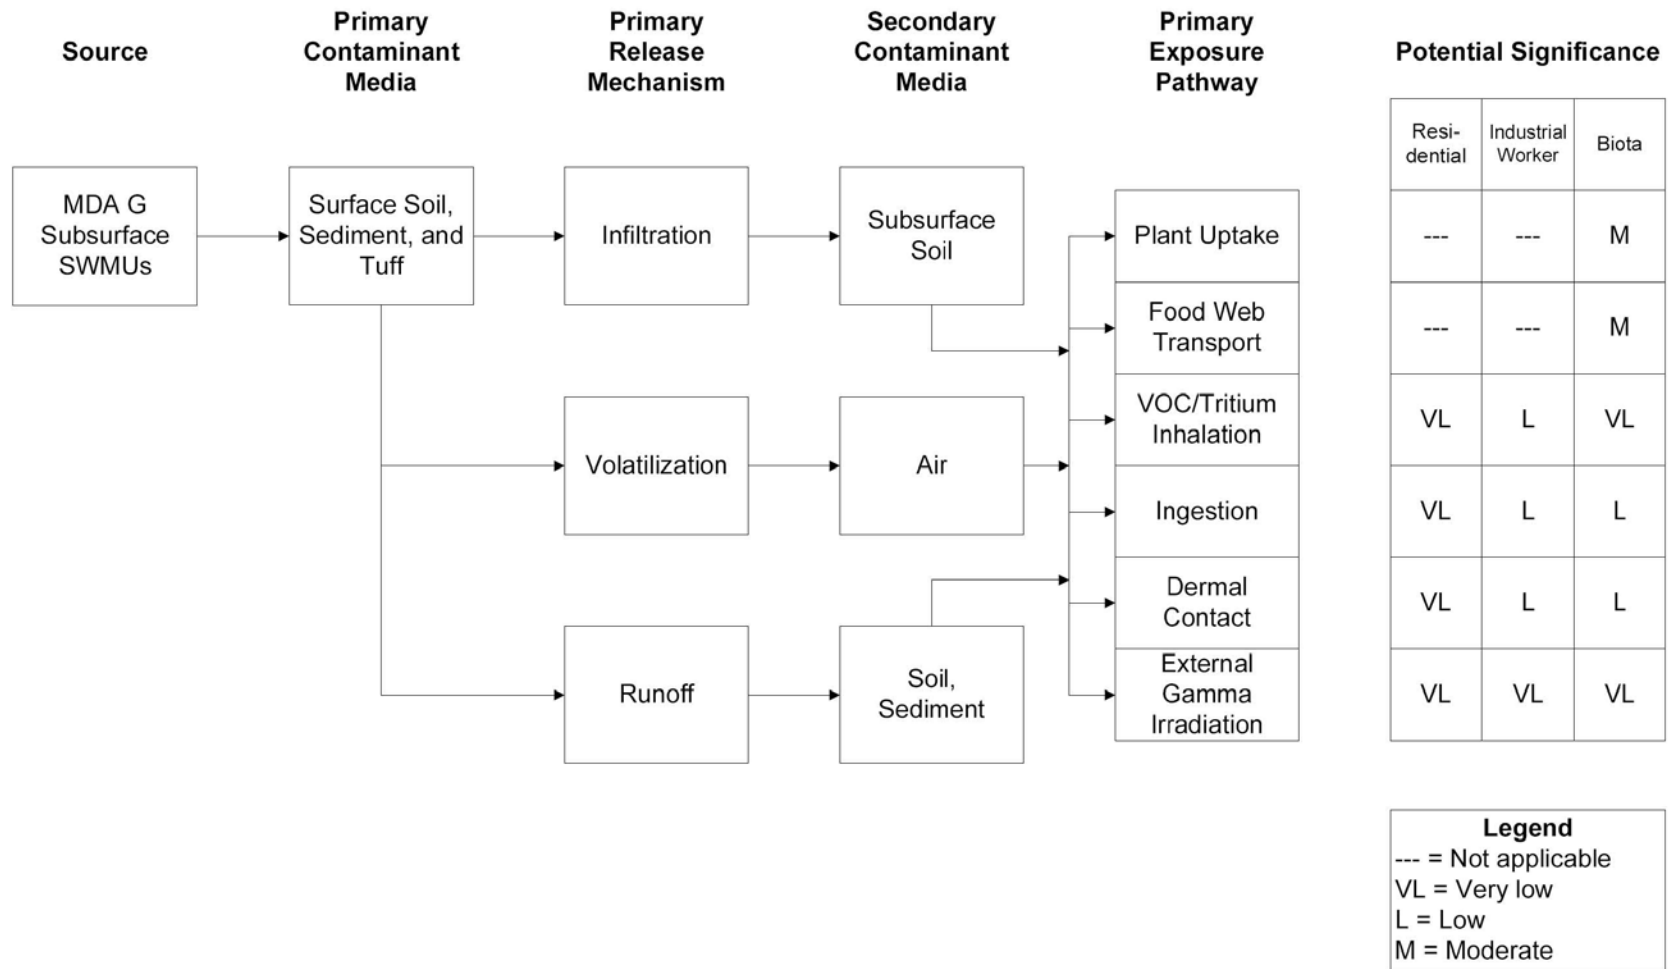 Source
Primary
Contaminant
Media
Primary
Release
Mechanism
Secondary
Contaminant
Media
Primary
Exposure
Pathway
Potential Significance
Resi-
dential
Industrial
Worker
Biota
MDA G
Subsurface
SWMUs
Surface Soil,
Sediment, and
Tuff
Infiltration
Subsurface
Soil
Plant Uptake
--- --- M
Food Web
Transport
--- --- M
Volatilization
Air
VOC/Tritium
Inhalation
VL L VL
Ingestion
VL L L
Runoff
Soil,
Sediment
Dermal
Contact
VL L L
External
Gamma
Irradiation
VL VL VL
Legend
--- = Not applicable
VL = Very low
L = Low
M = Moderate